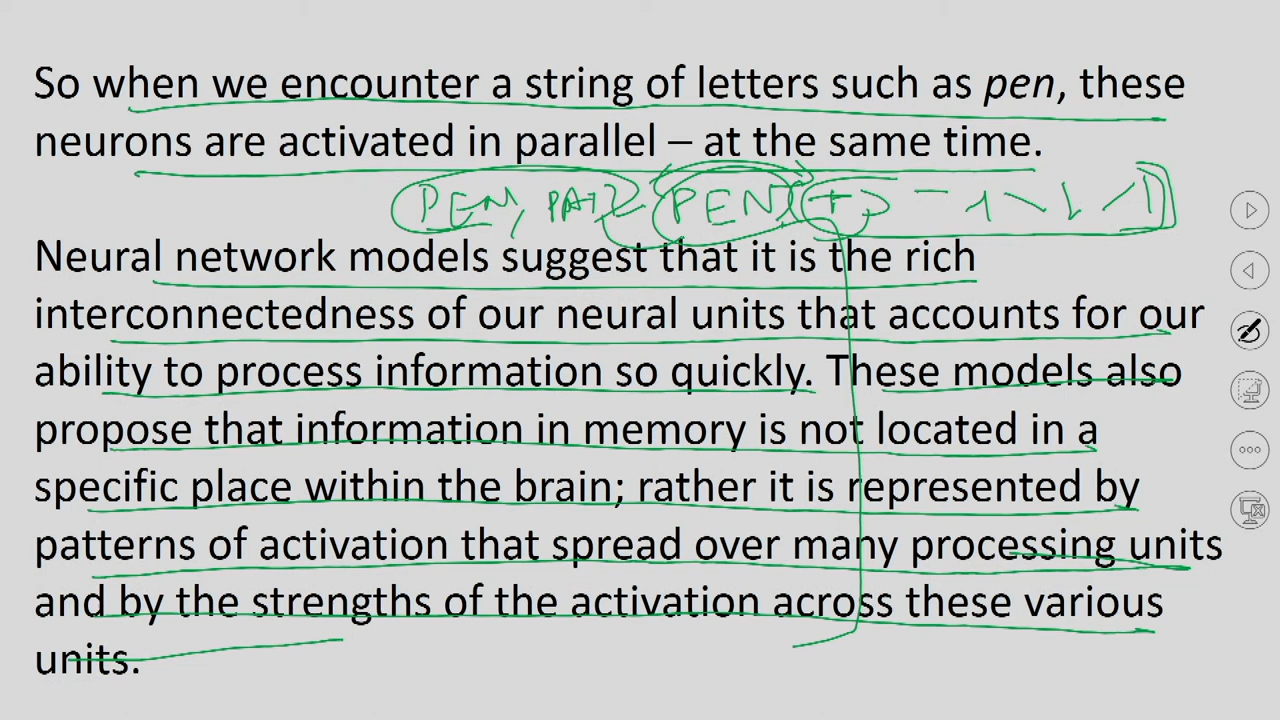 So when we encounter a string of letters such as pen, these
neurons are activated in parallel – at the same time.
PEN, PEN
Neural network models suggest that it is the rich
interconnectedness of our neural units that accounts for our
ability to process information so quickly. These models also
propose that information in memory is not located in a
specific place within the brain; rather it is represented by
patterns of activation that spread over many processing units
and by the strengths of the activation across these various
units.